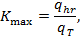 K_max = q_hr / q_T,